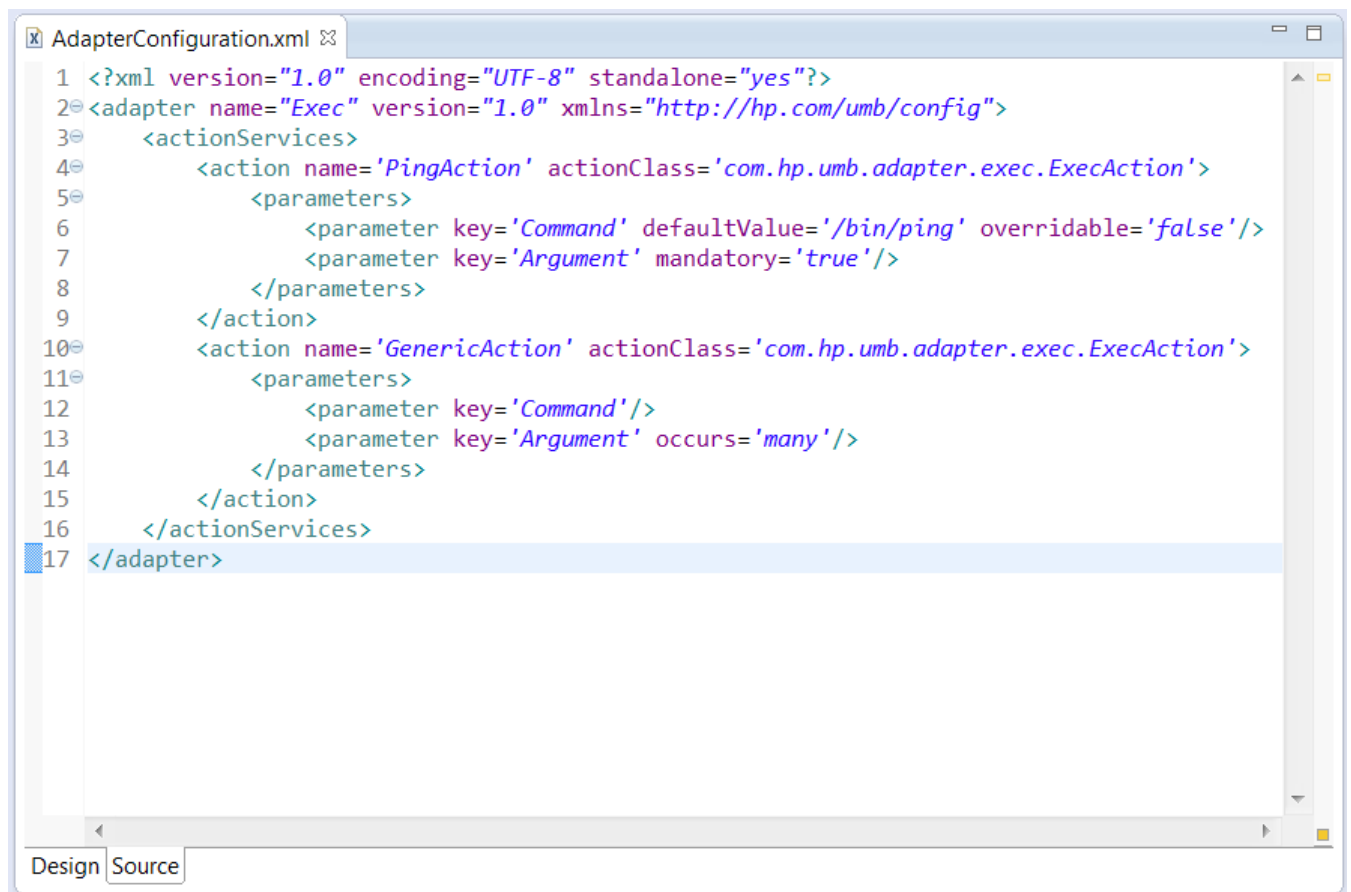 AdapterConfiguration.xml
1 <?xml version="1.0" encoding="UTF-8" standalone="yes"?>
2 <adapter name="Exec" version="1.0" xmlns="http://hp.com/umb/config">
3     <actionServices>
4         <action name='PingAction' actionClass='com.hp.umb.adapter.exec.ExecAction'>
5             <parameters>
6                 <parameter key='Command' defaultValue='/bin/ping' overridable='false'/>
7                 <parameter key='Argument' mandatory='true'/>
8             </parameters>
9         </action>
10         <action name='GenericAction' actionClass='com.hp.umb.adapter.exec.ExecAction'>
11             <parameters>
12                 <parameter key='Command'/>
13                 <parameter key='Argument' occurs='many'/>
14             </parameters>
15         </action>
16     </actionServices>
17 </adapter>
Design Source